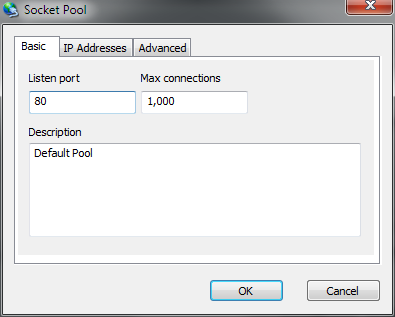 Socket Pool
Basic IP Addresses Advanced
Listen port Max connections
80 1,000
Description
Default Pool
OK Cancel